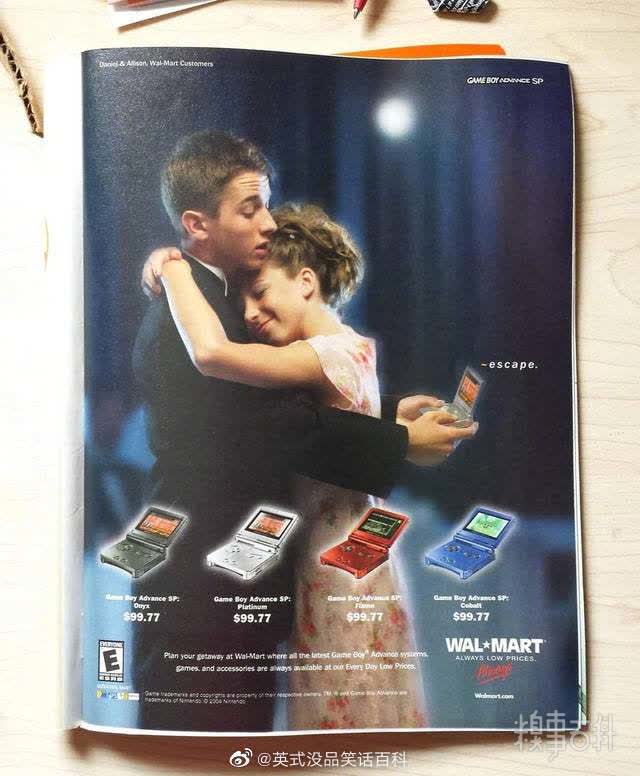 Daniel & Allison, Wal-Mart Customers
GAME BOY ADVANCE SP
~escape.
Game Boy Advance SP:
Onyx
$99.77
Game Boy Advance SP:
Platinum
$99.77
Game Boy Advance SP:
Flame
$99.77
Game Boy Advance SP:
Cobalt
$99.77
EVERYONE
E
Plan your getaway at Wal-Mart where all the latest Game Boy® Advance systems,
games, and accessories are always available at our Every Day Low Prices.
WAL★MART
ALWAYS LOW PRICES.
Always
Walmart.com
Game trademarks and copyrights are property of their respective owners. TM, ® and Game Boy Advance are
trademarks of Nintendo. © 2004 Nintendo.
@英式没品笑话百科
糗事百科